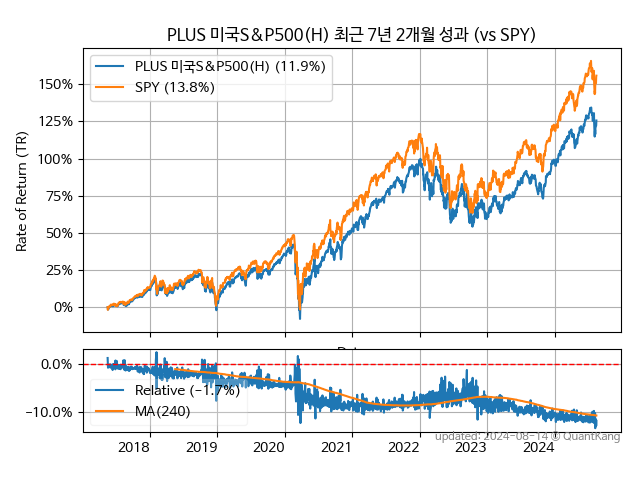 PLUS 미국S&P500(H) 최근 7년 2개월 성과 (vs SPY)
PLUS 미국S&P500(H) (11.9%)
SPY (13.8%)
Rate of Return (TR)
150%
125%
100%
75%
50%
25%
0%
0.0%
Relative (−1.7%)
MA(240)
−10.0%
2018 2019 2020 2021 2022 2023 2024
updated: 2024-08-14 © QuantKang